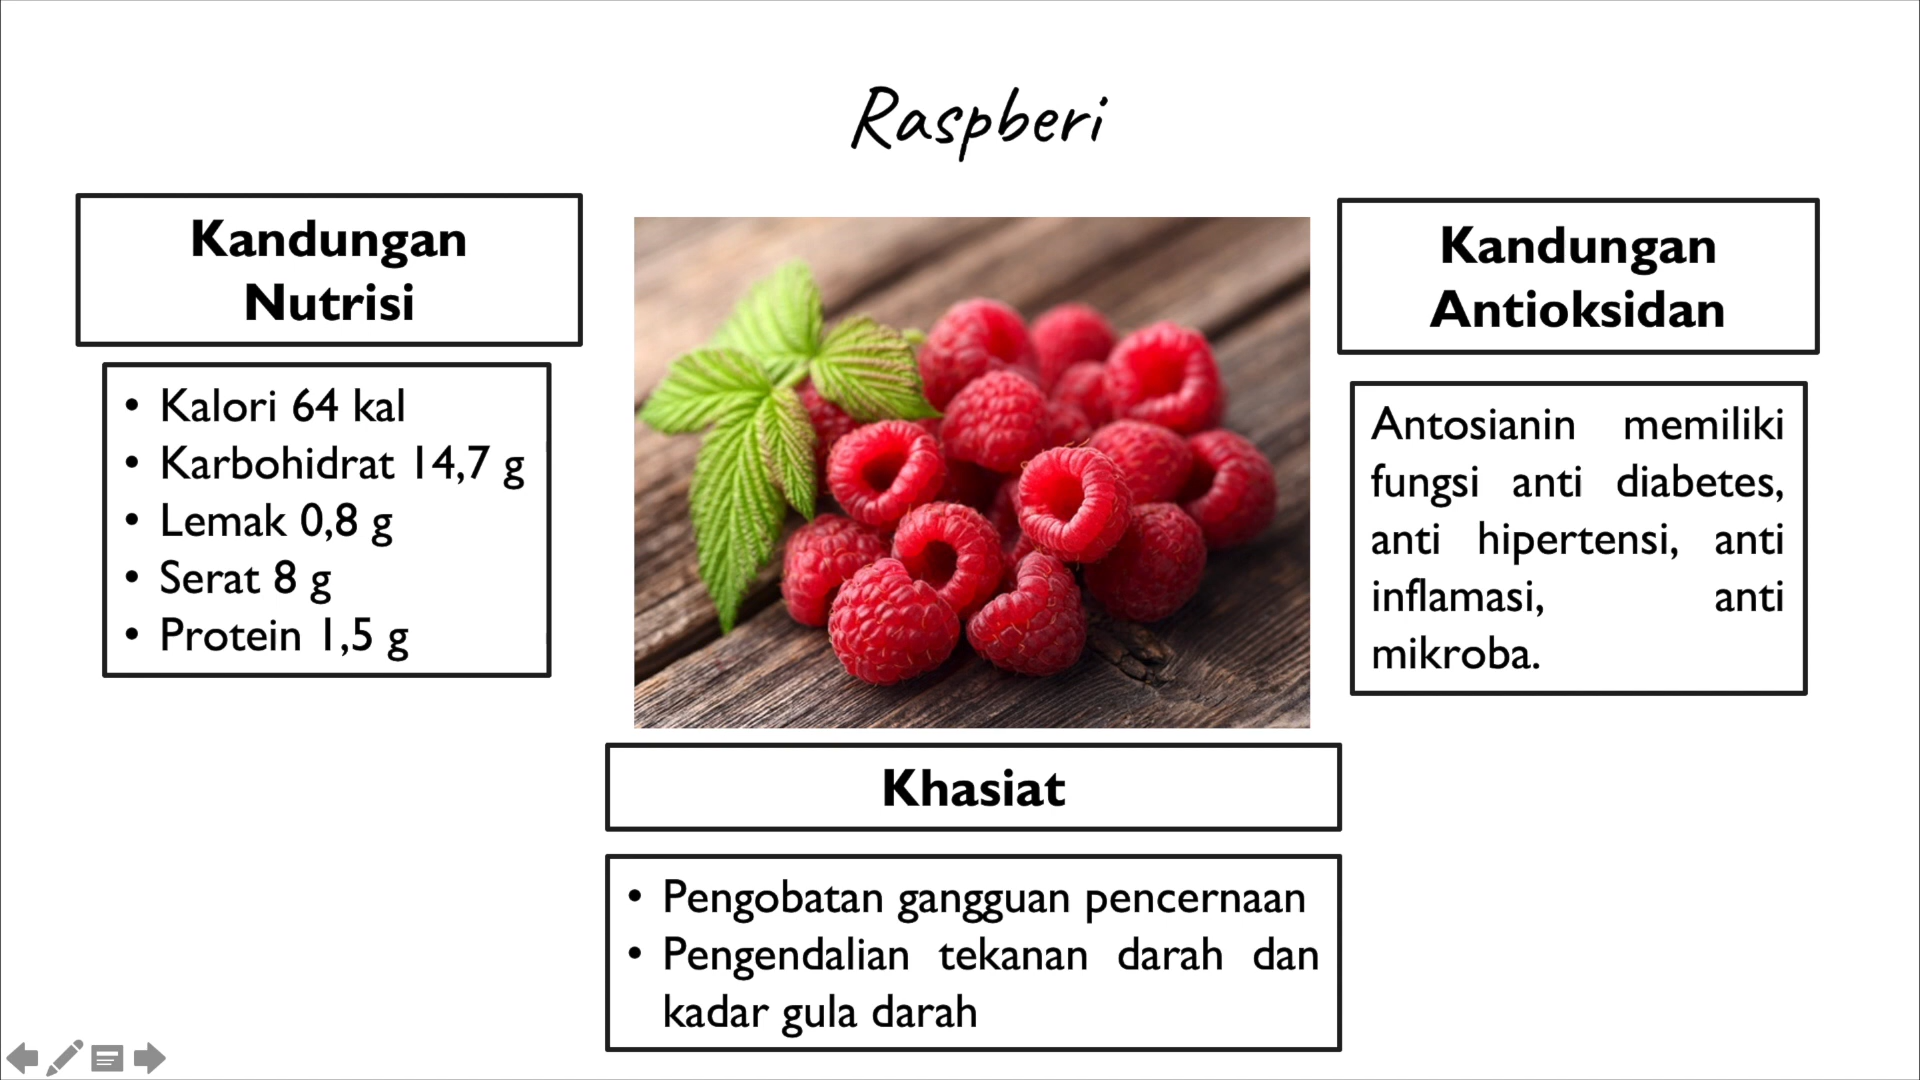 Raspberi
Kandungan
Nutrisi
• Kalori 64 kal
• Karbohidrat 14,7 g
• Lemak 0,8 g
• Serat 8 g
• Protein 1,5 g
Kandungan
Antioksidan
Antosianin memiliki
fungsi anti diabetes,
anti hipertensi, anti
inflamasi, anti
mikroba.
Khasiat
• Pengobatan gangguan pencernaan
• Pengendalian tekanan darah dan
kadar gula darah